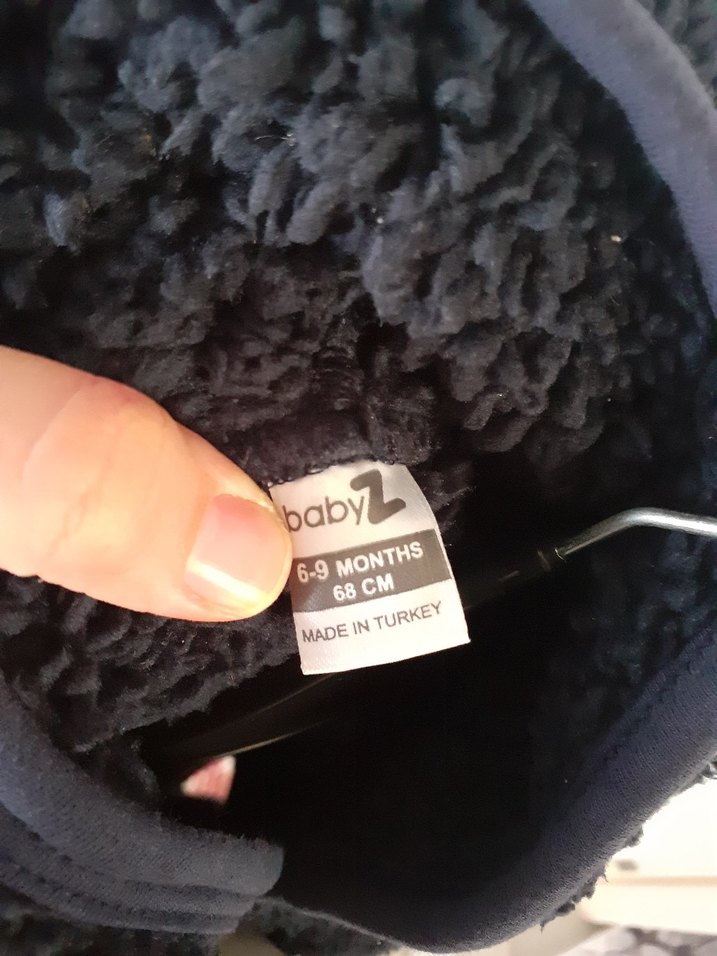 babyZ
6-9 MONTHS
68 CM
MADE IN TURKEY